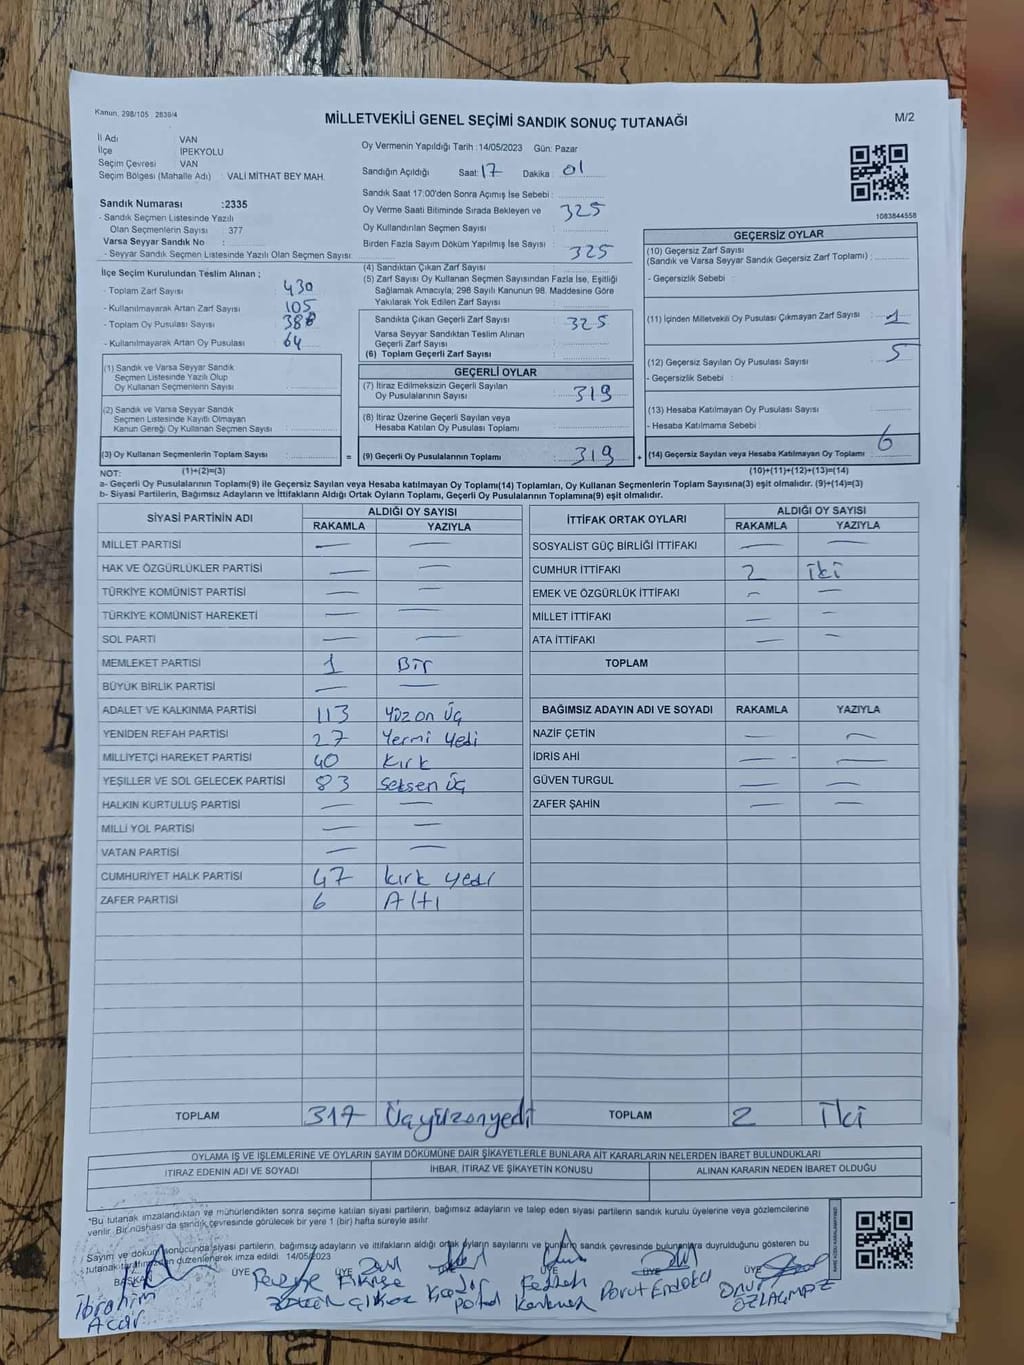 Kanun, 298/105 2839/4
MİLLETVEKİLİ GENEL SEÇİMİ SANDIK SONUÇ TUTANAĞI
M/2
İl Adı : VAN
İlçe : İPEKYOLU
Seçim Çevresi : VAN
Seçim Bölgesi (Mahalle Adı) : VALİ MİTHAT BEY MAH.
Sandık Numarası :2335
- Sandık Seçmen Listesinde Yazılı
Olan Seçmenlerin Sayısı : 377
Varsa Seyyar Sandık No :
- Seyyar Sandık Seçmen Listesinde Yazılı Olan Seçmen Sayısı:
İlçe Seçim Kurulundan Teslim Alınan ;
- Toplam Zarf Sayısı : 430
- Kullanılmayarak Artan Zarf Sayısı : 105
- Toplam Oy Pusulası Sayısı : 388
- Kullanılmayarak Artan Oy Pusulası : 64
(1) Sandık ve Varsa Seyyar Sandık
Seçmen Listesinde Yazılı Olup
Oy Kullanan Seçmenlerin Sayısı :
(2) Sandık ve Varsa Seyyar Sandık
Seçmen Listesinde Kayıtlı Olmayan
Kanun Gereği Oy Kullanan Seçmen Sayısı :
(3) Oy Kullanan Seçmenlerin Toplam Sayısı :
Oy Vermenin Yapıldığı Tarih :14/05/2023 Gün: Pazar
Sandığın Açıldığı Saat: 17 Dakika : 01
Sandık Saat 17:00'den Sonra Açımış İse Sebebi :
Oy Verme Saati Bitiminde Sırada Bekleyen ve 325
Oy Kullandırılan Seçmen Sayısı :
Birden Fazla Sayım Döküm Yapılmış İse Sayısı : 325
(4) Sandıktan Çıkan Zarf Sayısı :
(5) Zarf Sayısı Oy Kullanan Seçmen Sayısından Fazla İse, Eşitliği
Sağlamak Amacıyla; 298 Sayılı Kanunun 98. Maddesine Göre
Yakılarak Yok Edilen Zarf Sayısı :
Sandıkta Çıkan Geçerli Zarf Sayısı : 325
Varsa Seyyar Sandıktan Teslim Alınan
Geçerli Zarf Sayısı :
(6) Toplam Geçerli Zarf Sayısı :
GEÇERLİ OYLAR
(7) İtiraz Edilmeksizin Geçerli Sayılan
Oy Pusulalarının Sayısı : 319
(8) İtiraz Üzerine Geçerli Sayılan veya
Hesaba Katılan Oy Pusulası Toplamı :
= (9) Geçerli Oy Pusulalarının Toplamı : 319 +
1083844558
GEÇERSİZ OYLAR
(10) Geçersiz Zarf Sayısı
(Sandık ve Varsa Seyyar Sandık Geçersiz Zarf Toplamı) :
- Geçersizlik Sebebi :
(11) İçinden Milletvekili Oy Pusulası Çıkmayan Zarf Sayısı : 1
(12) Geçersiz Sayılan Oy Pusulası Sayısı : 5
- Geçersizlik Sebebi :
(13) Hesaba Katılmayan Oy Pusulası Sayısı :
- Hesaba Katılmama Sebebi :
(14) Geçersiz Sayılan veya Hesaba Katılmayan Oy Toplamı : 6
NOT: (1)+(2)=(3) (10)+(11)+(12)+(13)=(14)
a- Geçerli Oy Pusulalarının Toplamı(9) ile Geçersiz Sayılan veya Hesaba katılmayan Oy Toplamı(14) Toplamları, Oy Kullanan Seçmenlerin Toplam Sayısına(3) eşit olmalıdır. (9)+(14)=(3)
b- Siyasi Partilerin, Bağımsız Adayların ve İttifakların Aldığı Ortak Oyların Toplamı, Geçerli Oy Pusulalarının Toplamına(9) eşit olmalıdır.
SİYASİ PARTİNİN ADI ALDIĞI OY SAYISI
RAKAMLA YAZIYLA
MİLLET PARTİSİ — —
HAK VE ÖZGÜRLÜKLER PARTİSİ — —
TÜRKİYE KOMÜNİST PARTİSİ — —
TÜRKİYE KOMÜNİST HAREKETİ — —
SOL PARTİ — —
MEMLEKET PARTİSİ 1 Bir
BÜYÜK BİRLİK PARTİSİ — —
ADALET VE KALKINMA PARTİSİ 113 Yüz on Üç
YENİDEN REFAH PARTİSİ 27 Yermi Yedi
MİLLİYETÇİ HAREKET PARTİSİ 40 Kırk
YEŞİLLER VE SOL GELECEK PARTİSİ 83 Seksen Üç
HALKIN KURTULUŞ PARTİSİ — —
MİLLİ YOL PARTİSİ — —
VATAN PARTİSİ — —
CUMHURİYET HALK PARTİSİ 47 kırk yedi
ZAFER PARTİSİ 6 Altı
TOPLAM 317 Üçyüzonyedi
İTTİFAK ORTAK OYLARI ALDIĞI OY SAYISI
RAKAMLA YAZIYLA
SOSYALİST GÜÇ BİRLİĞİ İTTİFAKI — —
CUMHUR İTTİFAKI 2 İki
EMEK VE ÖZGÜRLÜK İTTİFAKI — —
MİLLET İTTİFAKI — —
ATA İTTİFAKI — —
TOPLAM
BAĞIMSIZ ADAYIN ADI VE SOYADI RAKAMLA YAZIYLA
NAZİF ÇETİN — —
İDRİS AHİ — —
GÜVEN TURGUL — —
ZAFER ŞAHİN — —
TOPLAM 2 İki
OYLAMA İŞ VE İŞLEMLERİNE VE OYLARIN SAYIM DÖKÜMÜNE DAİR ŞİKAYETLERLE BUNLARA AİT KARARLARIN NELERDEN İBARET BULUNDUKLARI
İTİRAZ EDENİN ADI VE SOYADI İHBAR, İTİRAZ VE ŞİKAYETİN KONUSU ALINAN KARARIN NEDEN İBARET OLDUĞU
*Bu tutanak imzalandıktan ve mühürlendikten sonra seçime katılan siyasi partilerin, bağımsız adayların ve talep eden siyasi partilerin sandık kurulu üyelerine veya gözlemcilerine
verilir. Bir nüshası da sandık çevresinde görülecek bir yere 1 (bir) hafta süreyle asılır.
Sayım ve döküm sonucunda siyasi partilerin, bağımsız adayların ve ittifakların aldığı ortak oyların sayılarını ve bunların sandık çevresinde bulunanlara duyrulduğunu gösteren bu
tutanak tarafımızdan düzenlenerek imza edildi. 14/05/2023
BAŞKAN ÜYE ÜYE ÜYE ÜYE ÜYE
İbrahim
Acar